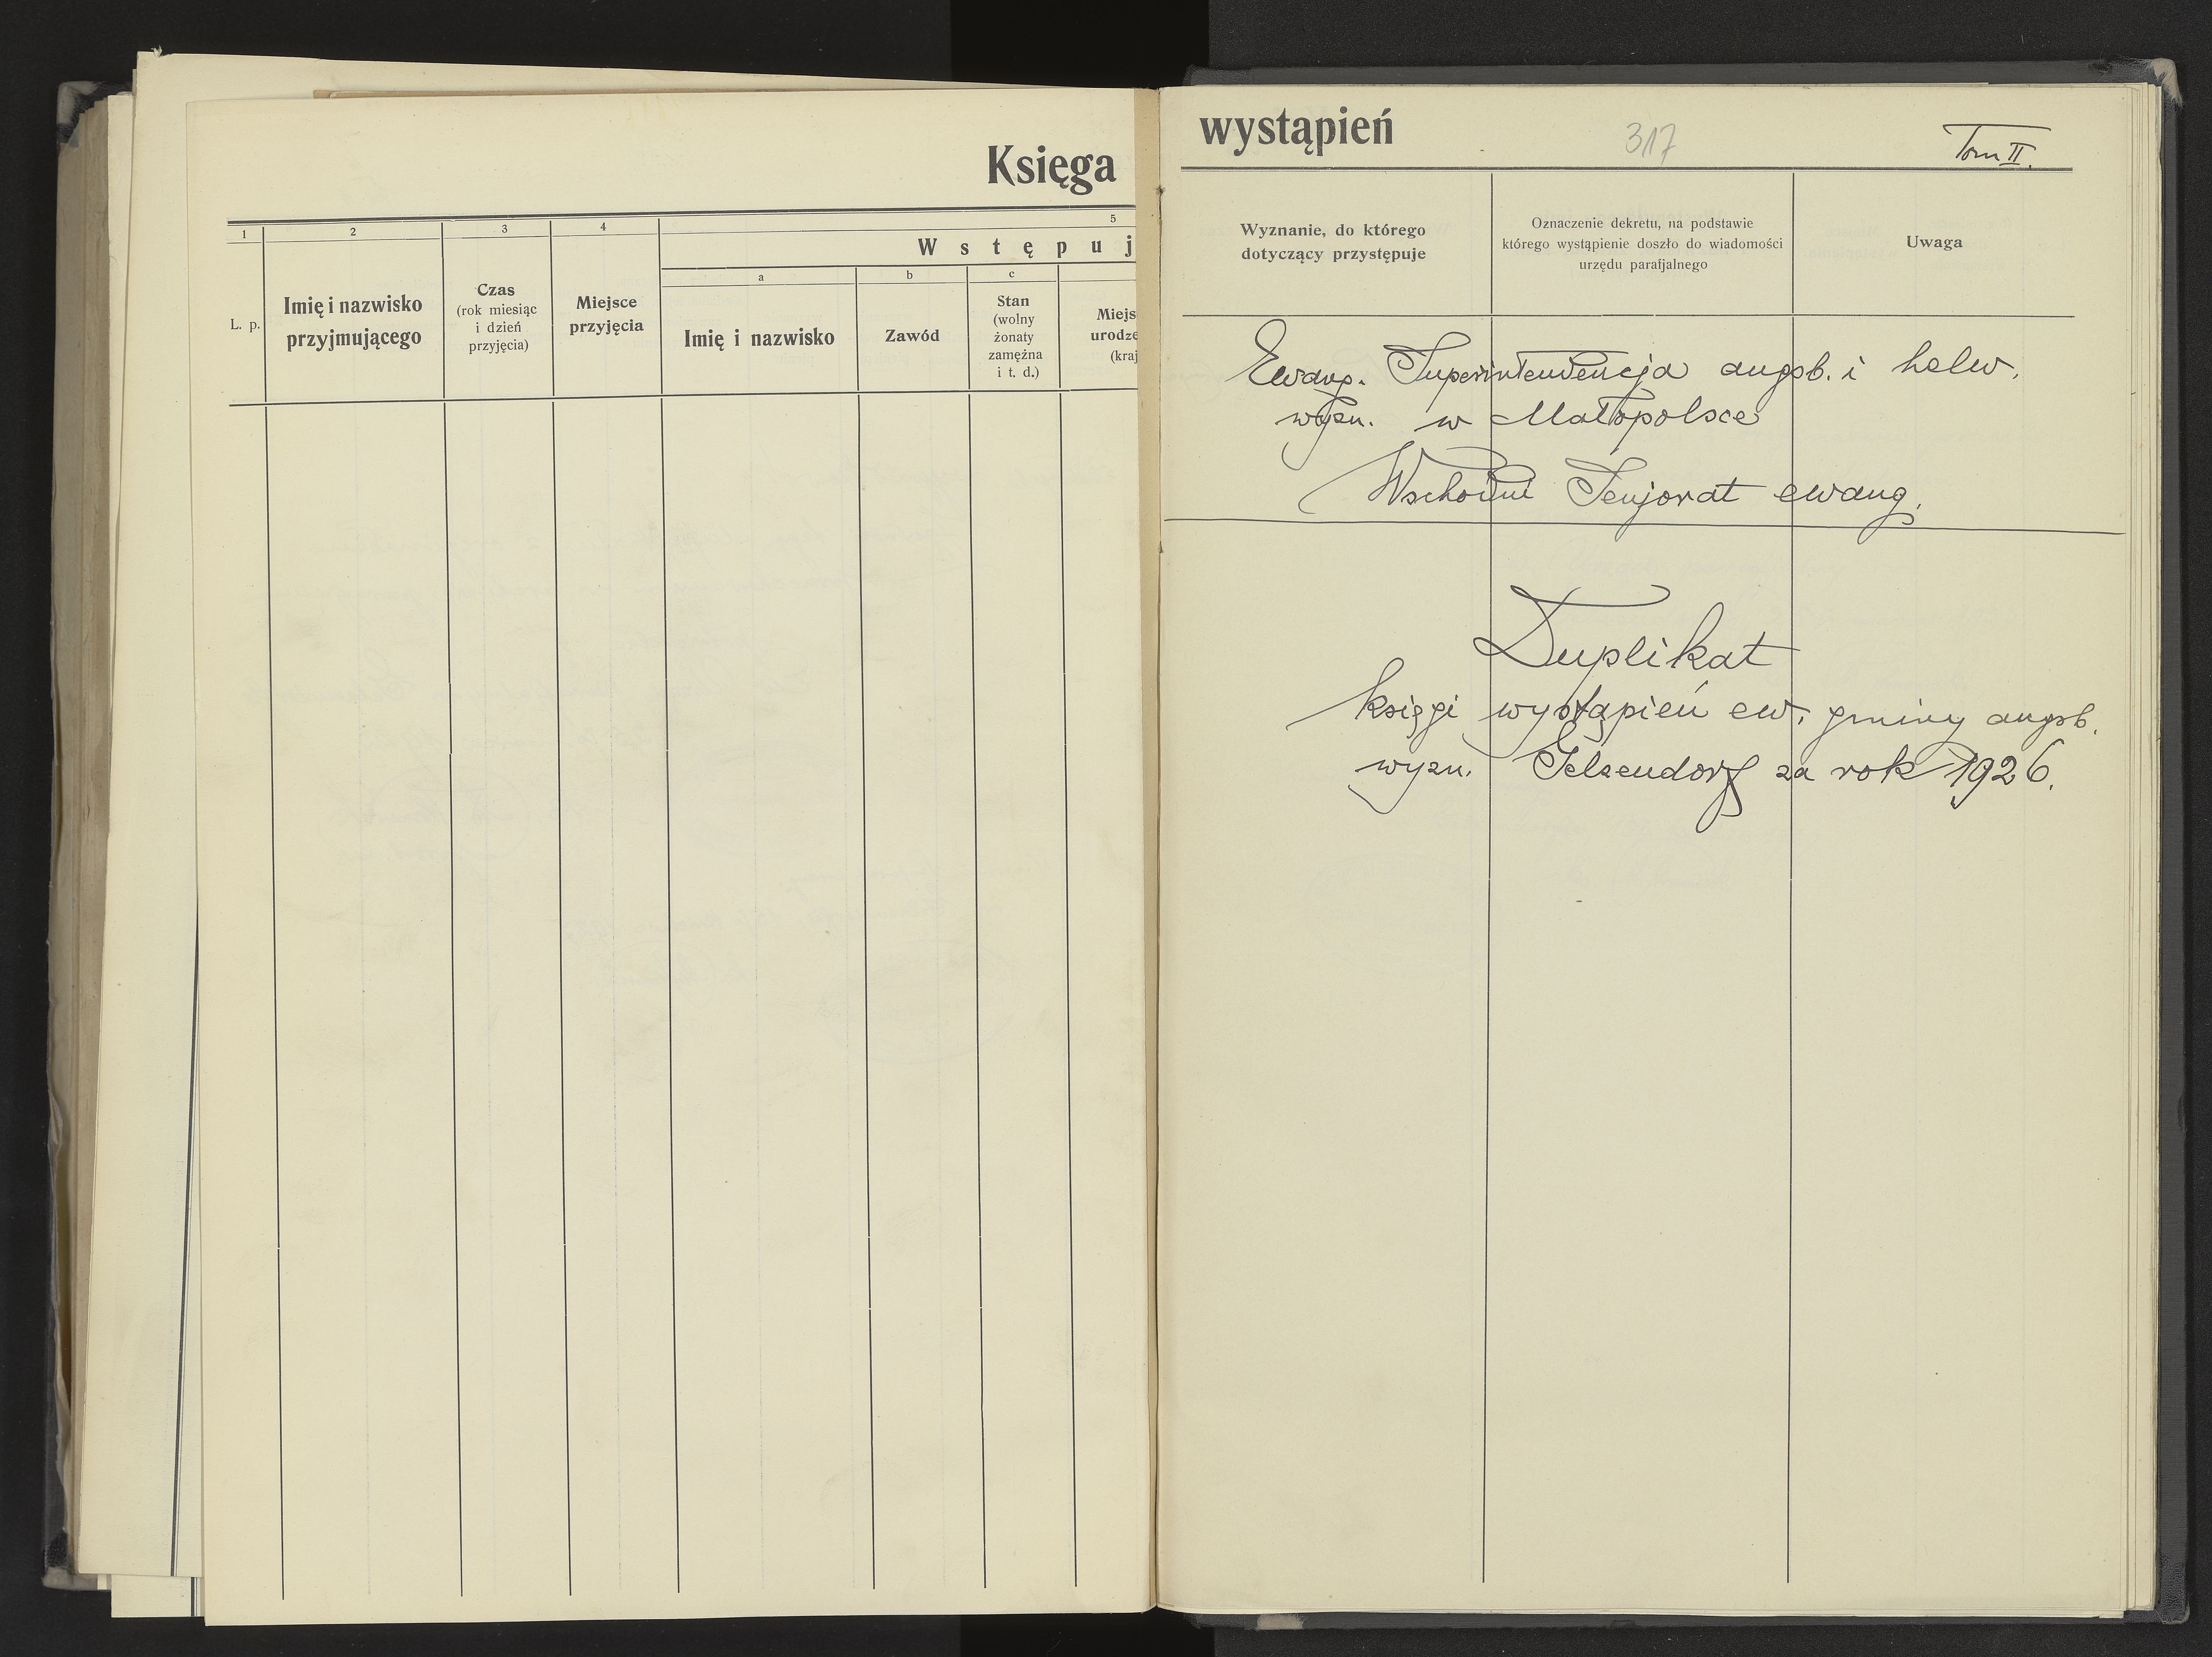 Księga
1
2
3
4
5
L. p.
Imię i nazwisko
przyjmującego
Czas
(rok miesiąc
i dzień
przyjęcia)
Miejsce
przyjęcia
W s t ę p u j
a
b
c
Imię i nazwisko
Zawód
Stan
(wolny
żonaty
zamężna
i t. d.)
Miejs
urodze
(kraj
wystąpień
317
Tom II.
Wyznanie, do którego
dotyczący przystępuje
Oznaczenie dekretu, na podstawie
którego wystąpienie doszło do wiadomości
urzędu parafjalnego
Uwaga
Ewang. Superintendencja augsb. i helw.
wyzn. w Małopolsce
Wschodni Senjorat ewang.
Duplikat
księgi wystąpień ew. gminy augsb.
wyzn. Gelsendorf za rok 1926.